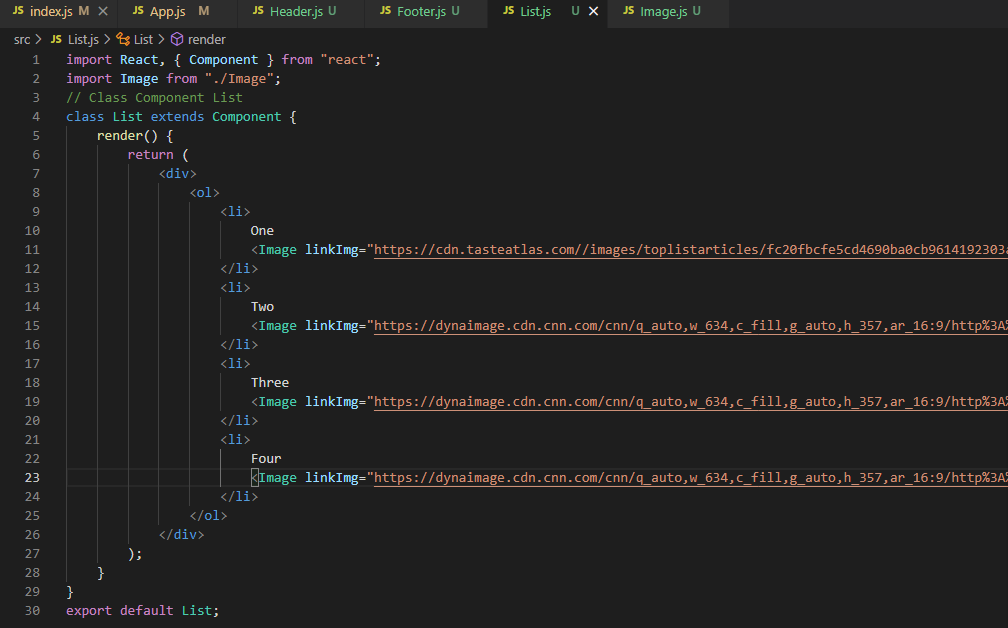 JS index.js M × JS App.js M JS Header.js U JS Footer.js U JS List.js U × JS Image.js U
src > JS List.js > List > render
1 import React, { Component } from "react";
2 import Image from "./Image";
3 // Class Component List
4 class List extends Component {
5 render() {
6 return (
7 <div>
8 <ol>
9 <li>
10 One
11 <Image linkImg="https://cdn.tasteatlas.com//images/toplistarticles/fc20fbcfe5cd4690ba0cb9614192303a
12 </li>
13 <li>
14 Two
15 <Image linkImg="https://dynaimage.cdn.cnn.com/cnn/q_auto,w_634,c_fill,g_auto,h_357,ar_16:9/http%3A%
16 </li>
17 <li>
18 Three
19 <Image linkImg="https://dynaimage.cdn.cnn.com/cnn/q_auto,w_634,c_fill,g_auto,h_357,ar_16:9/http%3A%
20 </li>
21 <li>
22 Four
23 <Image linkImg="https://dynaimage.cdn.cnn.com/cnn/q_auto,w_634,c_fill,g_auto,h_357,ar_16:9/http%3A%
24 </li>
25 </ol>
26 </div>
27 );
28 }
29 }
30 export default List;